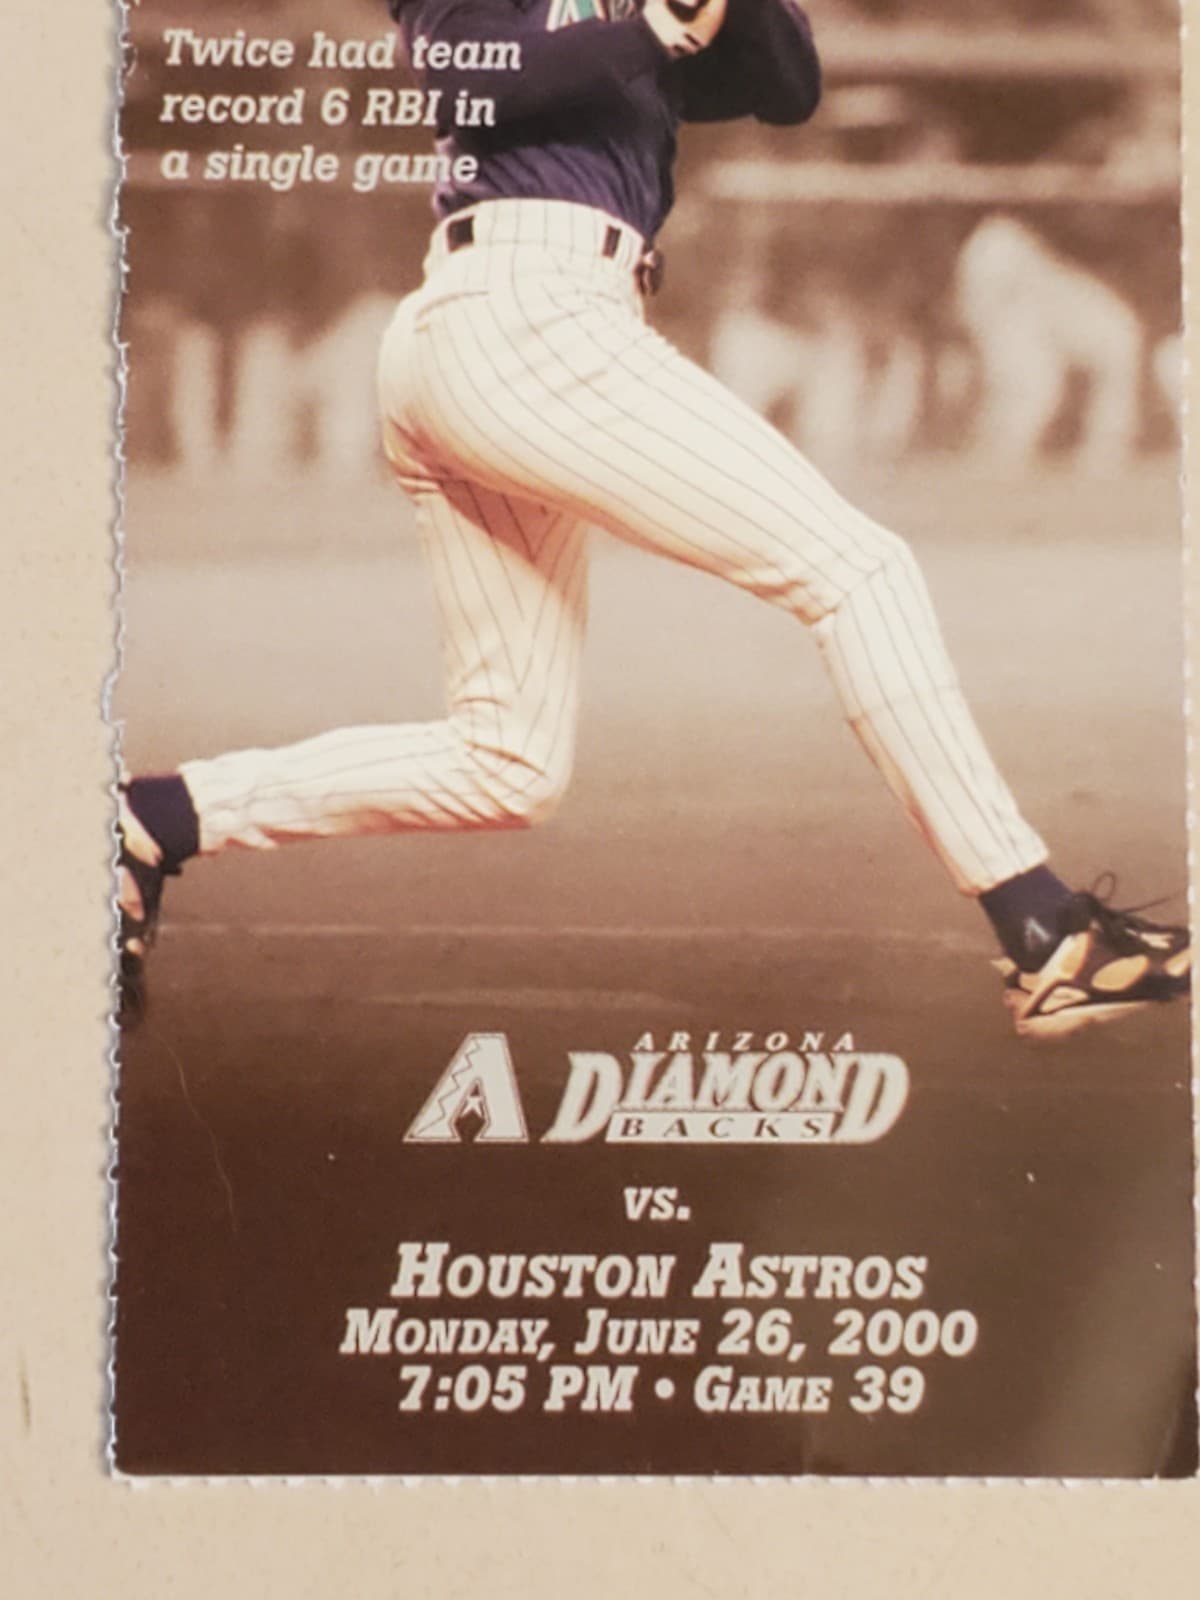 Twice had team
record 6 RBI in
a single game
A ARIZONA
DIAMOND
BACKS
vs.
HOUSTON ASTROS
MONDAY, JUNE 26, 2000
7:05 PM • GAME 39